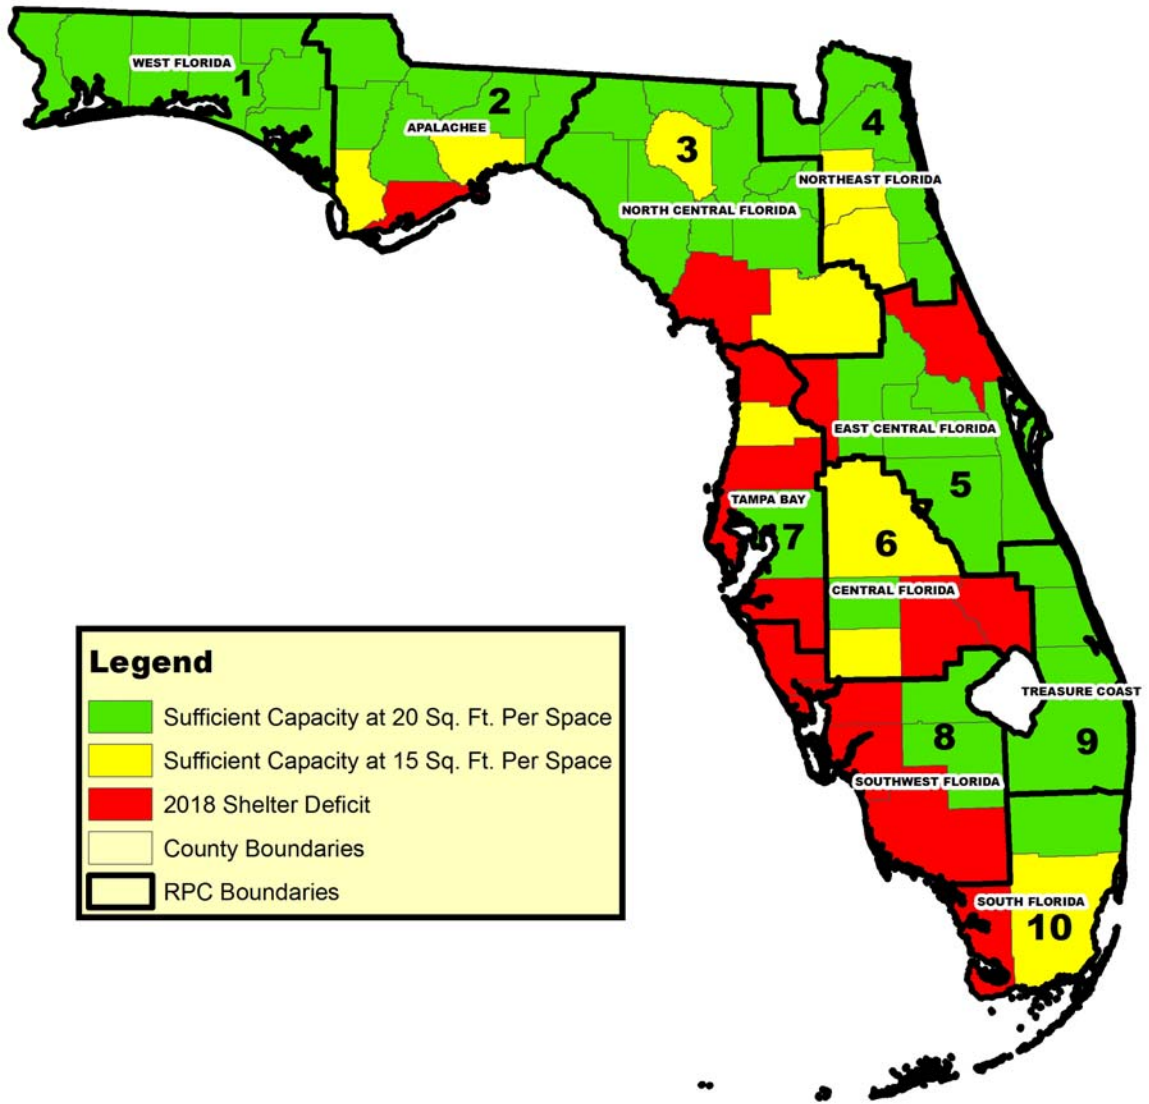 WEST FLORIDA
1
2
APALACHEE
3
NORTH CENTRAL FLORIDA
4
NORTHEAST FLORIDA
EAST CENTRAL FLORIDA
5
TAMPA BAY
7
6
CENTRAL FLORIDA
TREASURE COAST
9
8
SOUTHWEST FLORIDA
SOUTH FLORIDA
10
Legend
Sufficient Capacity at 20 Sq. Ft. Per Space
Sufficient Capacity at 15 Sq. Ft. Per Space
2018 Shelter Deficit
County Boundaries
RPC Boundaries